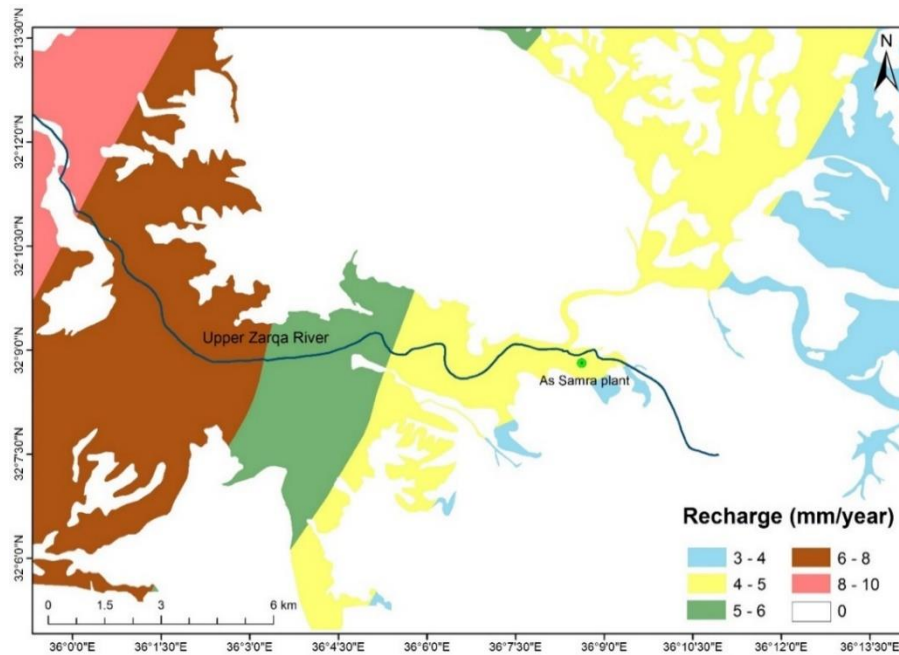 32°13'30"N
32°12'0"N
32°10'30"N
32°9'0"N
32°7'30"N
32°6'0"N
N
Upper Zarqa River
As Samra plant
Recharge (mm/year)
3 - 4
6 - 8
4 - 5
8 - 10
5 - 6
0
0 1.5 3 6 km
36°0'0"E 36°1'30"E 36°3'0"E 36°4'30"E 36°6'0"E 36°7'30"E 36°9'0"E 36°10'30"E 36°12'0"E 36°13'30"E